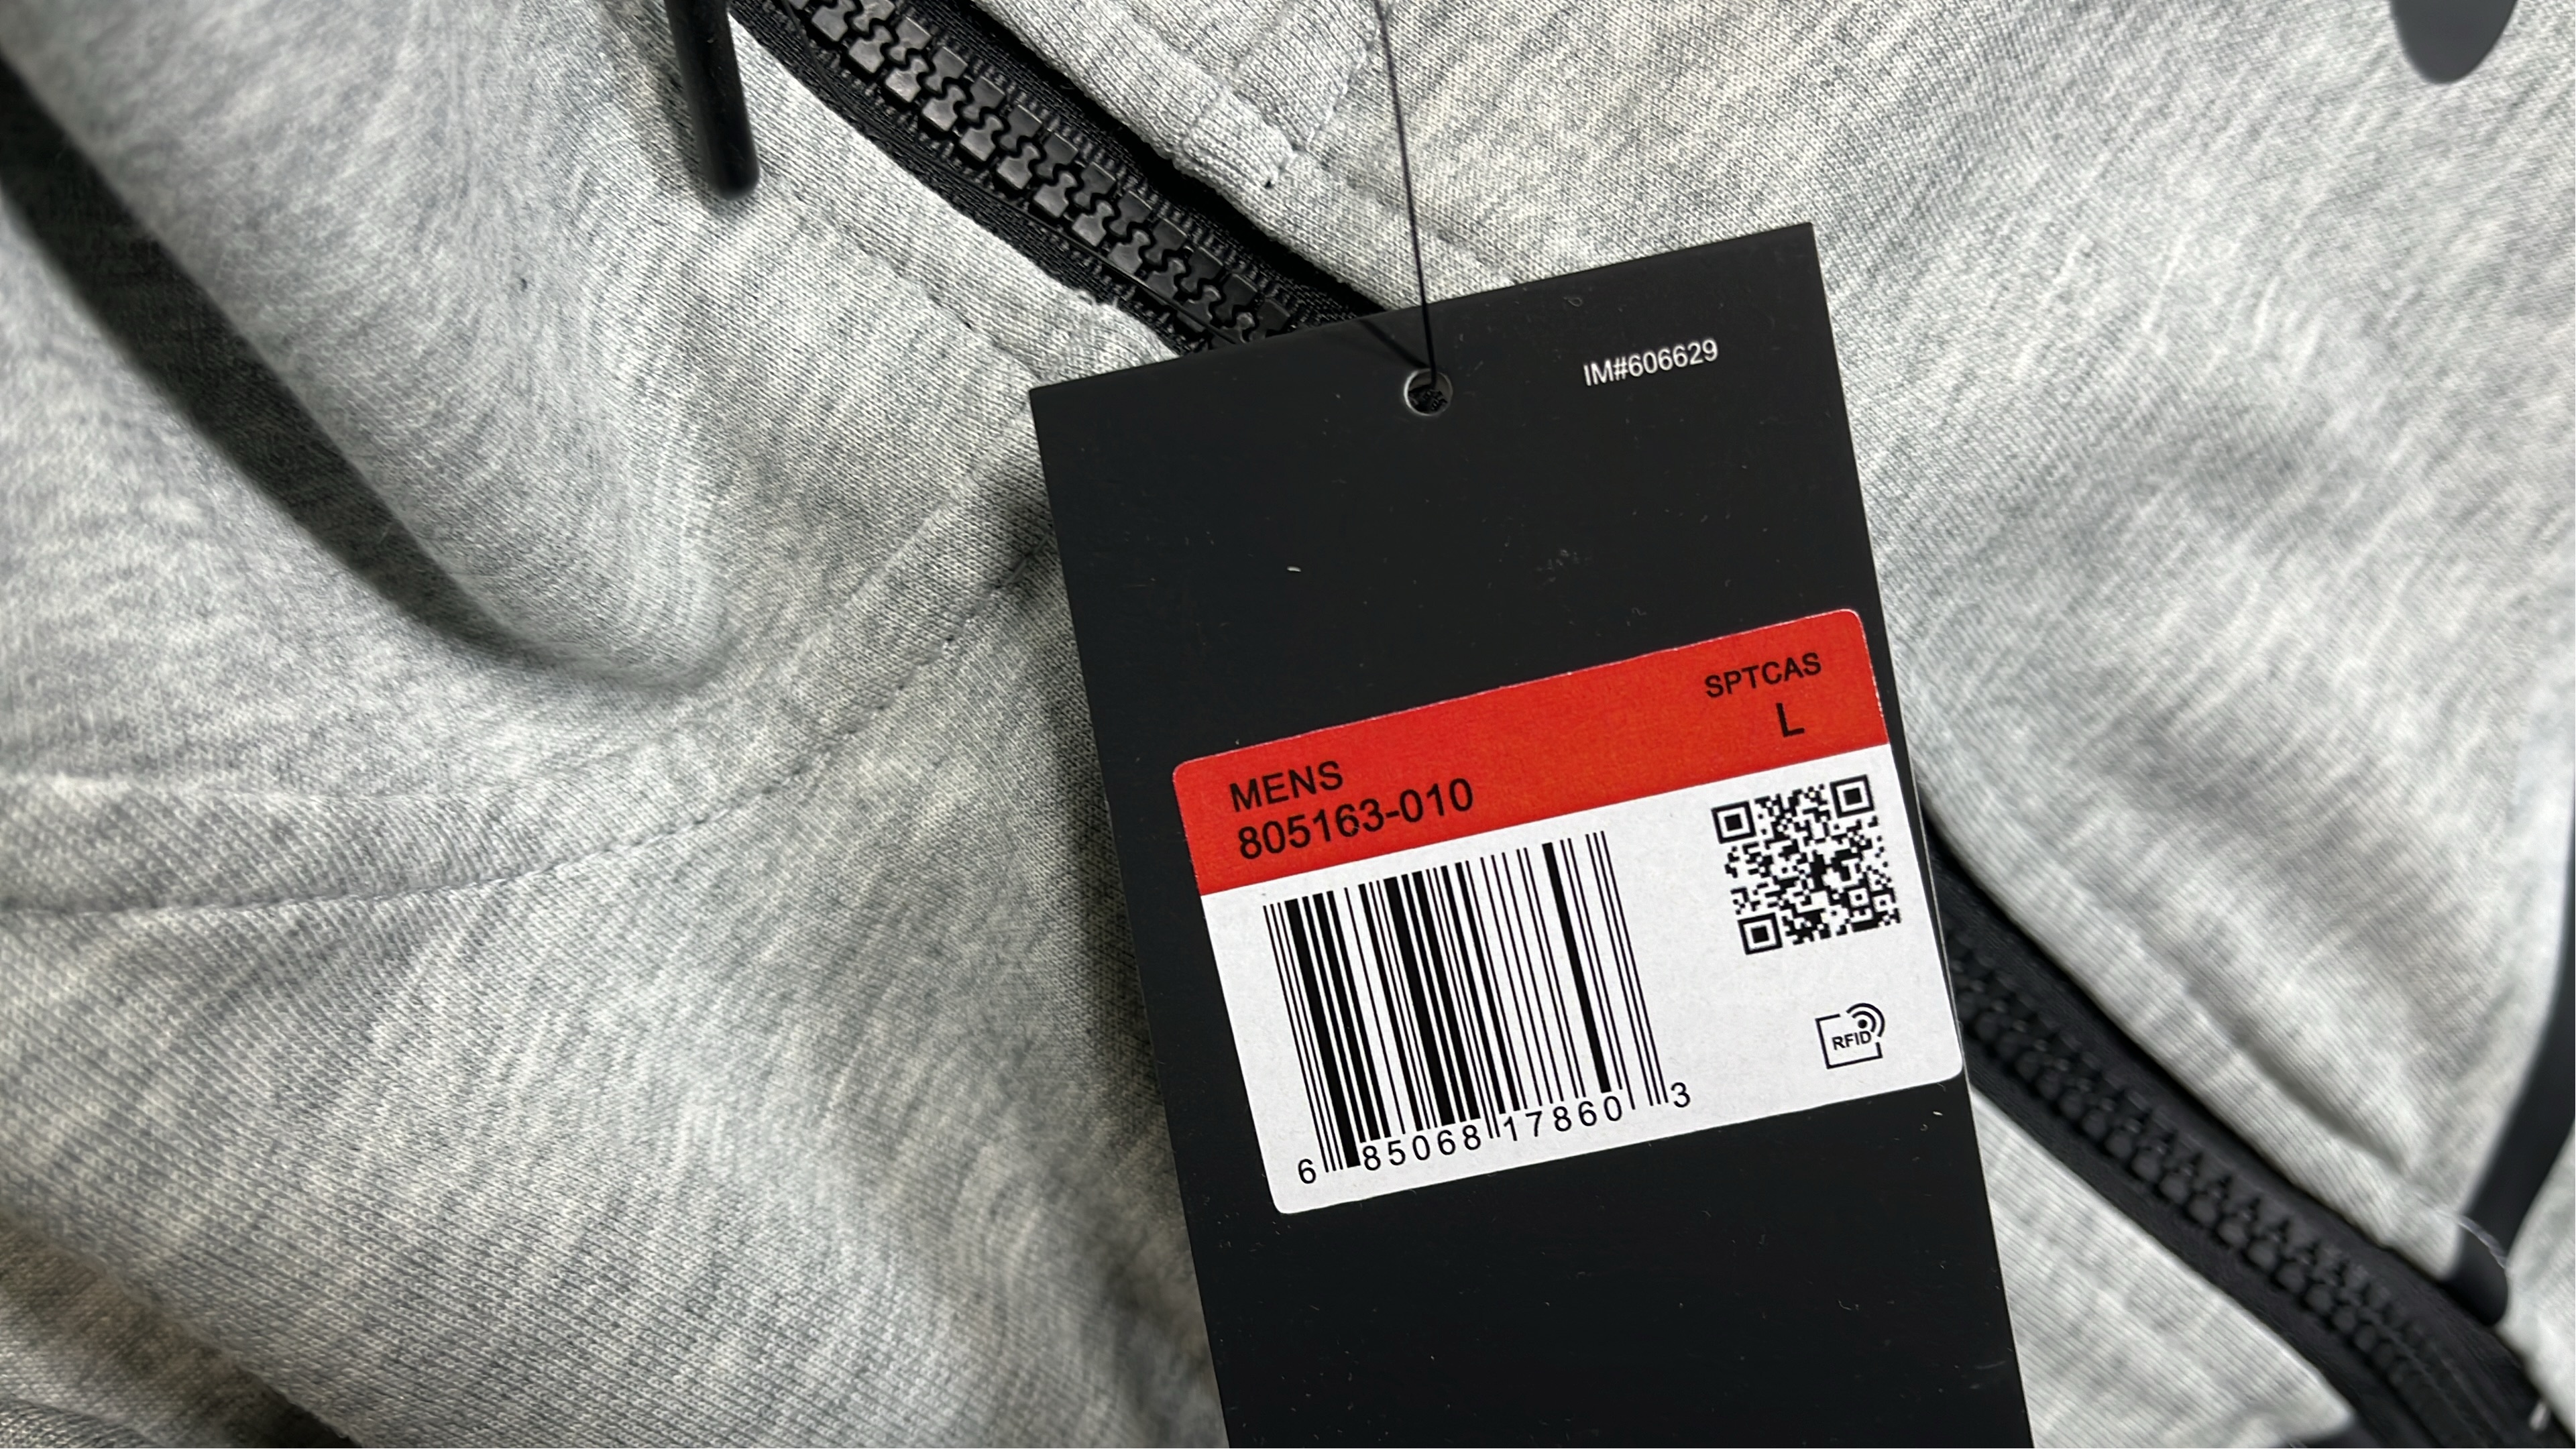 IM#606629
SPTCAS
L
MENS
805163-010
6 85068 17860 3
RFID